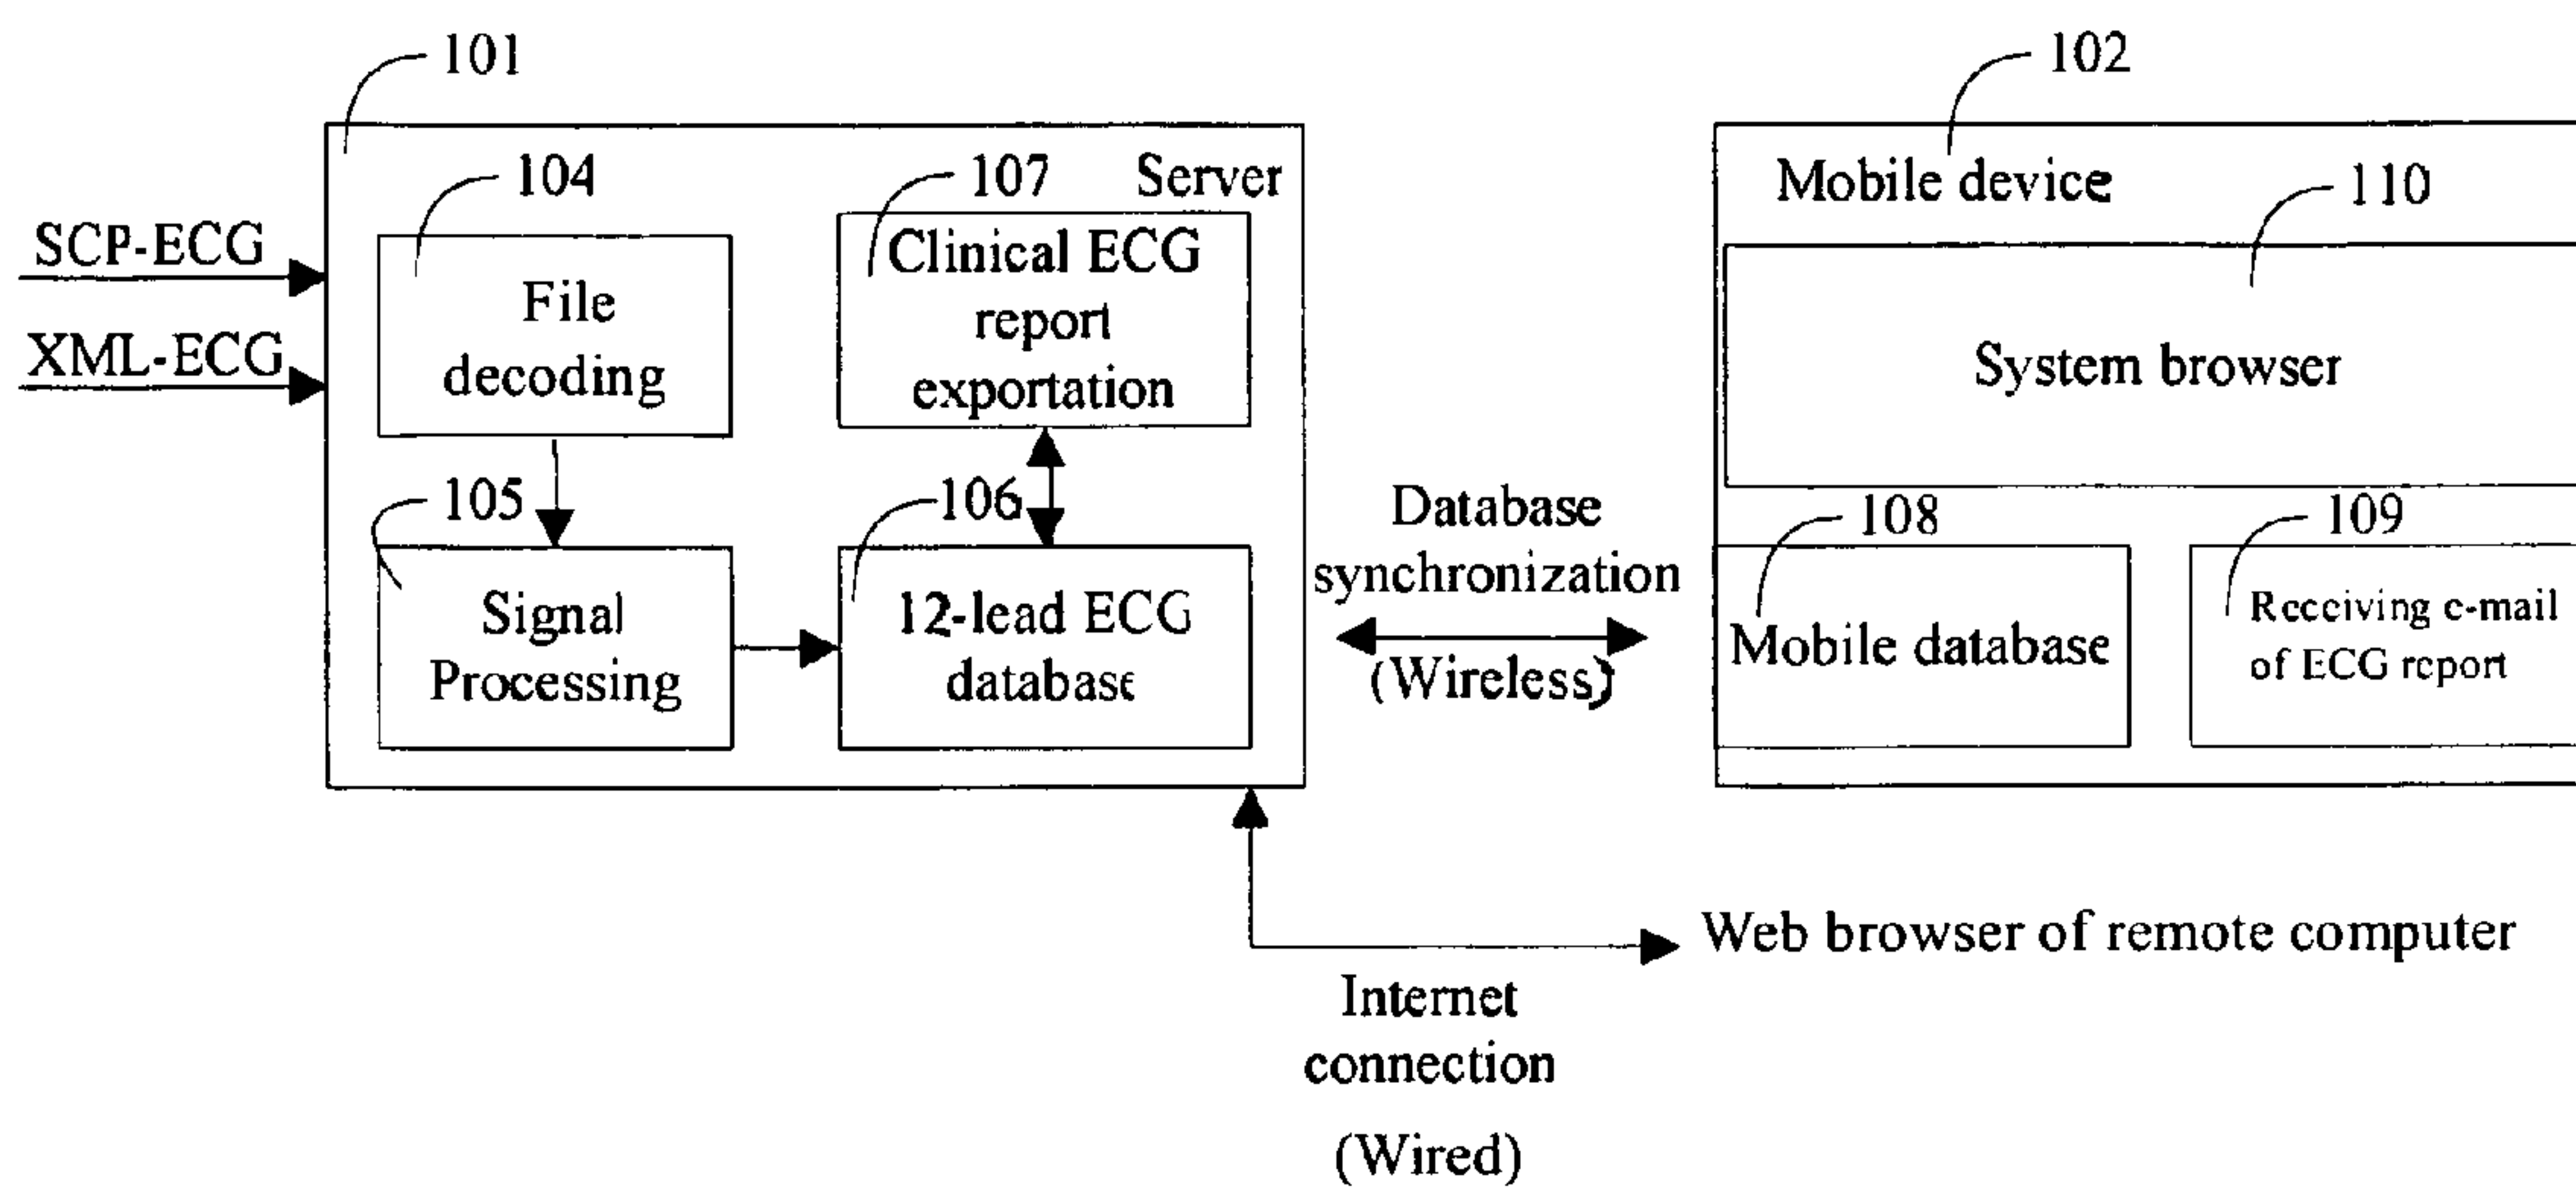 101
102
104
107
Server
Mobile device
110
SCP-ECG
XML-ECG
File
decoding
Clinical ECG
report
exportation
System browser
105
106
Database
synchronization
(Wireless)
108
109
Signal
Processing
12-lead ECG
database
Mobile database
Receiving e-mail
of ECG report
Web browser of remote computer
Internet
connection
(Wired)